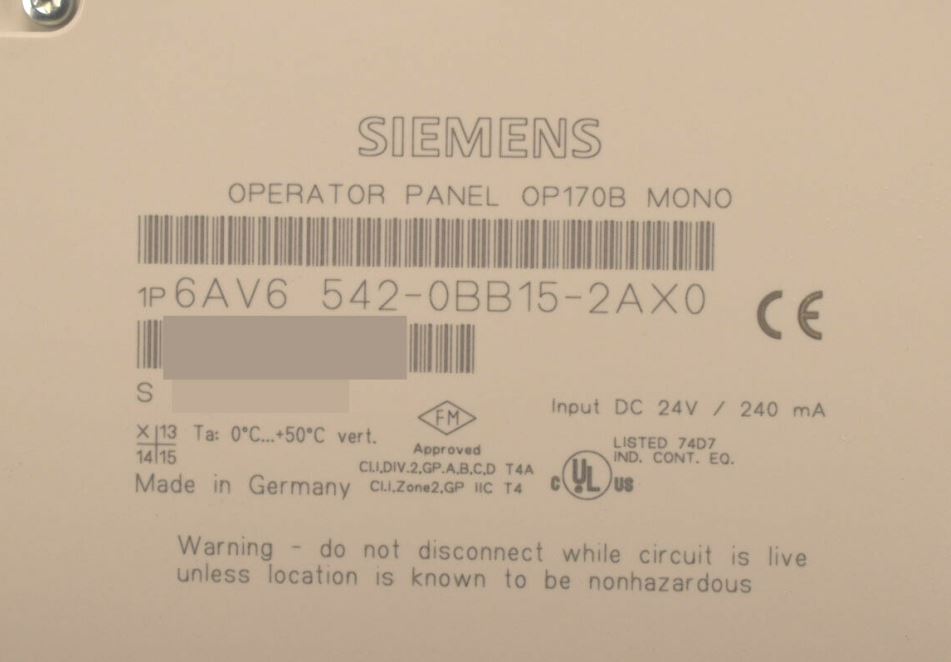 SIEMENS
OPERATOR PANEL OP170B MONO
1P 6AV6 542-0BB15-2AX0
CE
S
Input DC 24V / 240 mA
X 13
14 15
Ta: 0°C...+50°C vert.
FM
Approved
CLI,DIV.2,GP.A,B,C,D T4A
CLI,Zone2,GP IIC T4
LISTED 74D7
IND. CONT. EQ.
C UL US
Made in Germany
Warning - do not disconnect while circuit is live
unless location is known to be nonhazardous